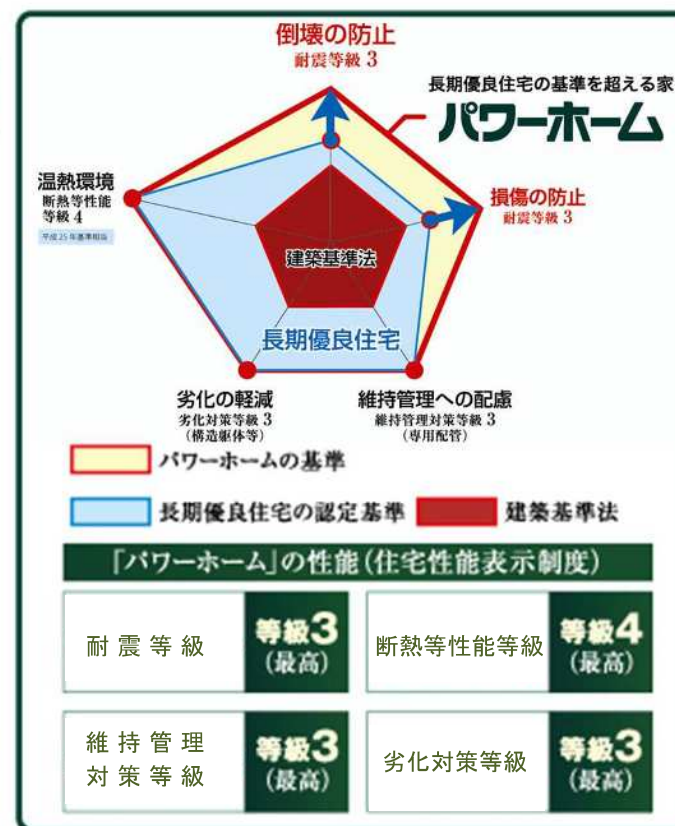 倒壊の防止
耐震等級 3
長期優良住宅の基準を超える家
パワーホーム
温熱環境
断熱等性能
等級 4
平成25年基準相当
損傷の防止
耐震等級 3
建築基準法
長期優良住宅
劣化の軽減
劣化対策等級 3
(構造躯体等)
維持管理への配慮
維持管理対策等級 3
(専用配管)
パワーホームの基準
長期優良住宅の認定基準
建築基準法
「パワーホーム」の性能(住宅性能表示制度)
耐震等級
等級3
(最高)
断熱等性能等級
等級4
(最高)
維持管理
対策等級
等級3
(最高)
劣化対策等級
等級3
(最高)